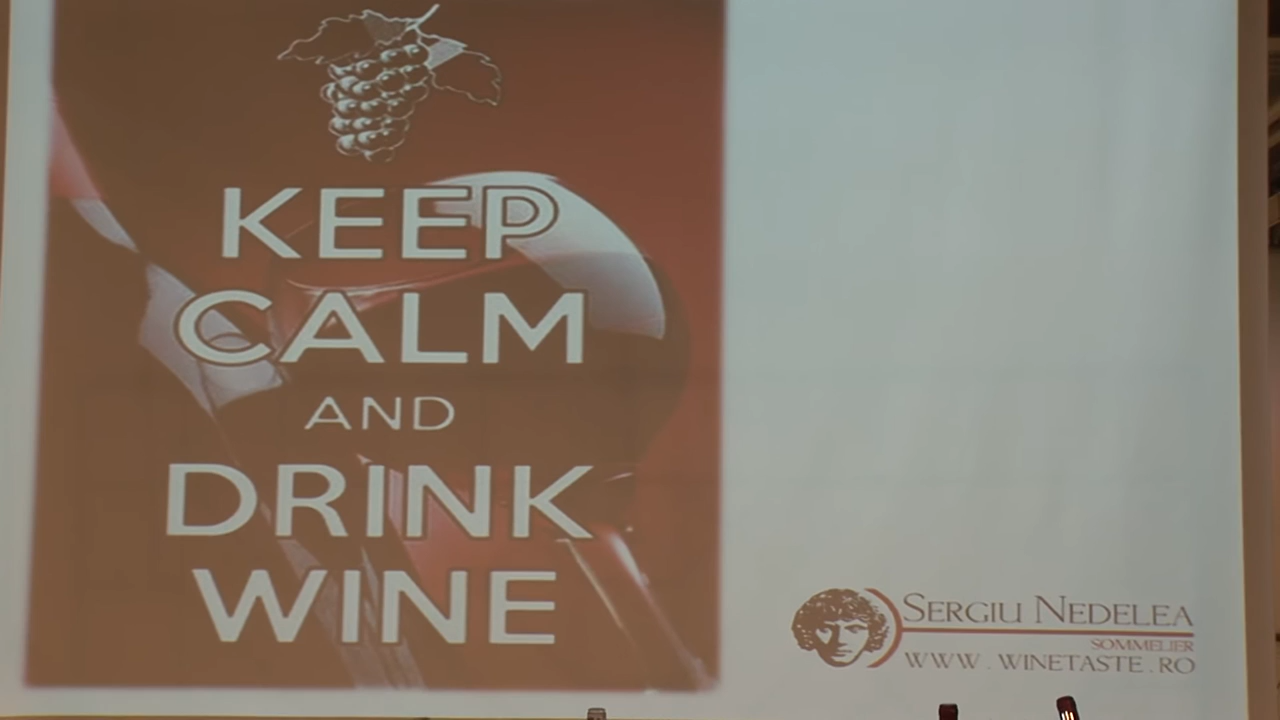 KEEP
CALM
AND
DRINK
WINE
SERGIU NEDELEA
SOMMELIER
WWW.WINETASTE.RO